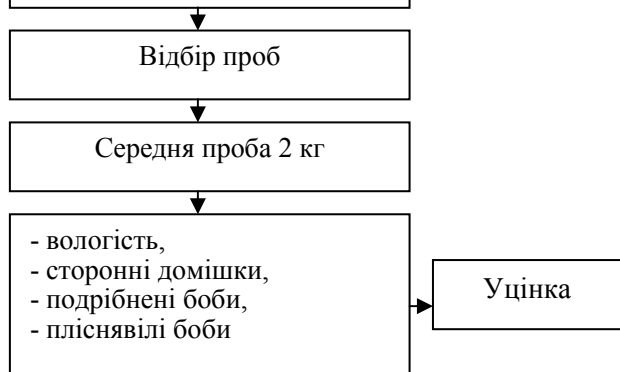 Відбір проб
Середня проба 2 кг
- вологість,
- сторонні домішки,
- подрібнені боби,
- пліснявілі боби
Уцінка